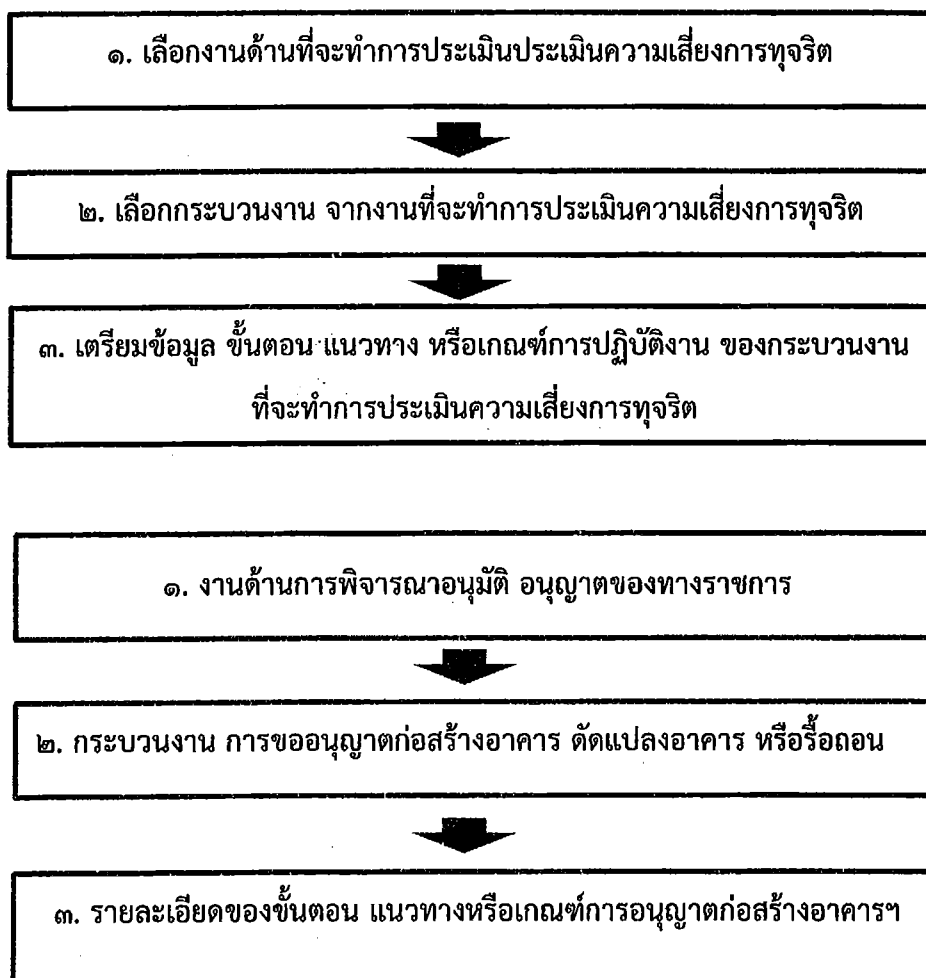 ๑. เลือกงานด้านที่จะทำการประเมินประเมินความเสี่ยงการทุจริต
๒. เลือกกระบวนงาน จากงานที่จะทำการประเมินความเสี่ยงการทุจริต
๓. เตรียมข้อมูล ขั้นตอน แนวทาง หรือเกณฑ์การปฏิบัติงาน ของกระบวนงาน
ที่จะทำการประเมินความเสี่ยงการทุจริต
๑. งานด้านการพิจารณาอนุมัติ อนุญาตของทางราชการ
๒. กระบวนงาน การขออนุญาตก่อสร้างอาคาร ดัดแปลงอาคาร หรือรื้อถอน
๓. รายละเอียดของขั้นตอน แนวทางหรือเกณฑ์การอนุญาตก่อสร้างอาคารฯ